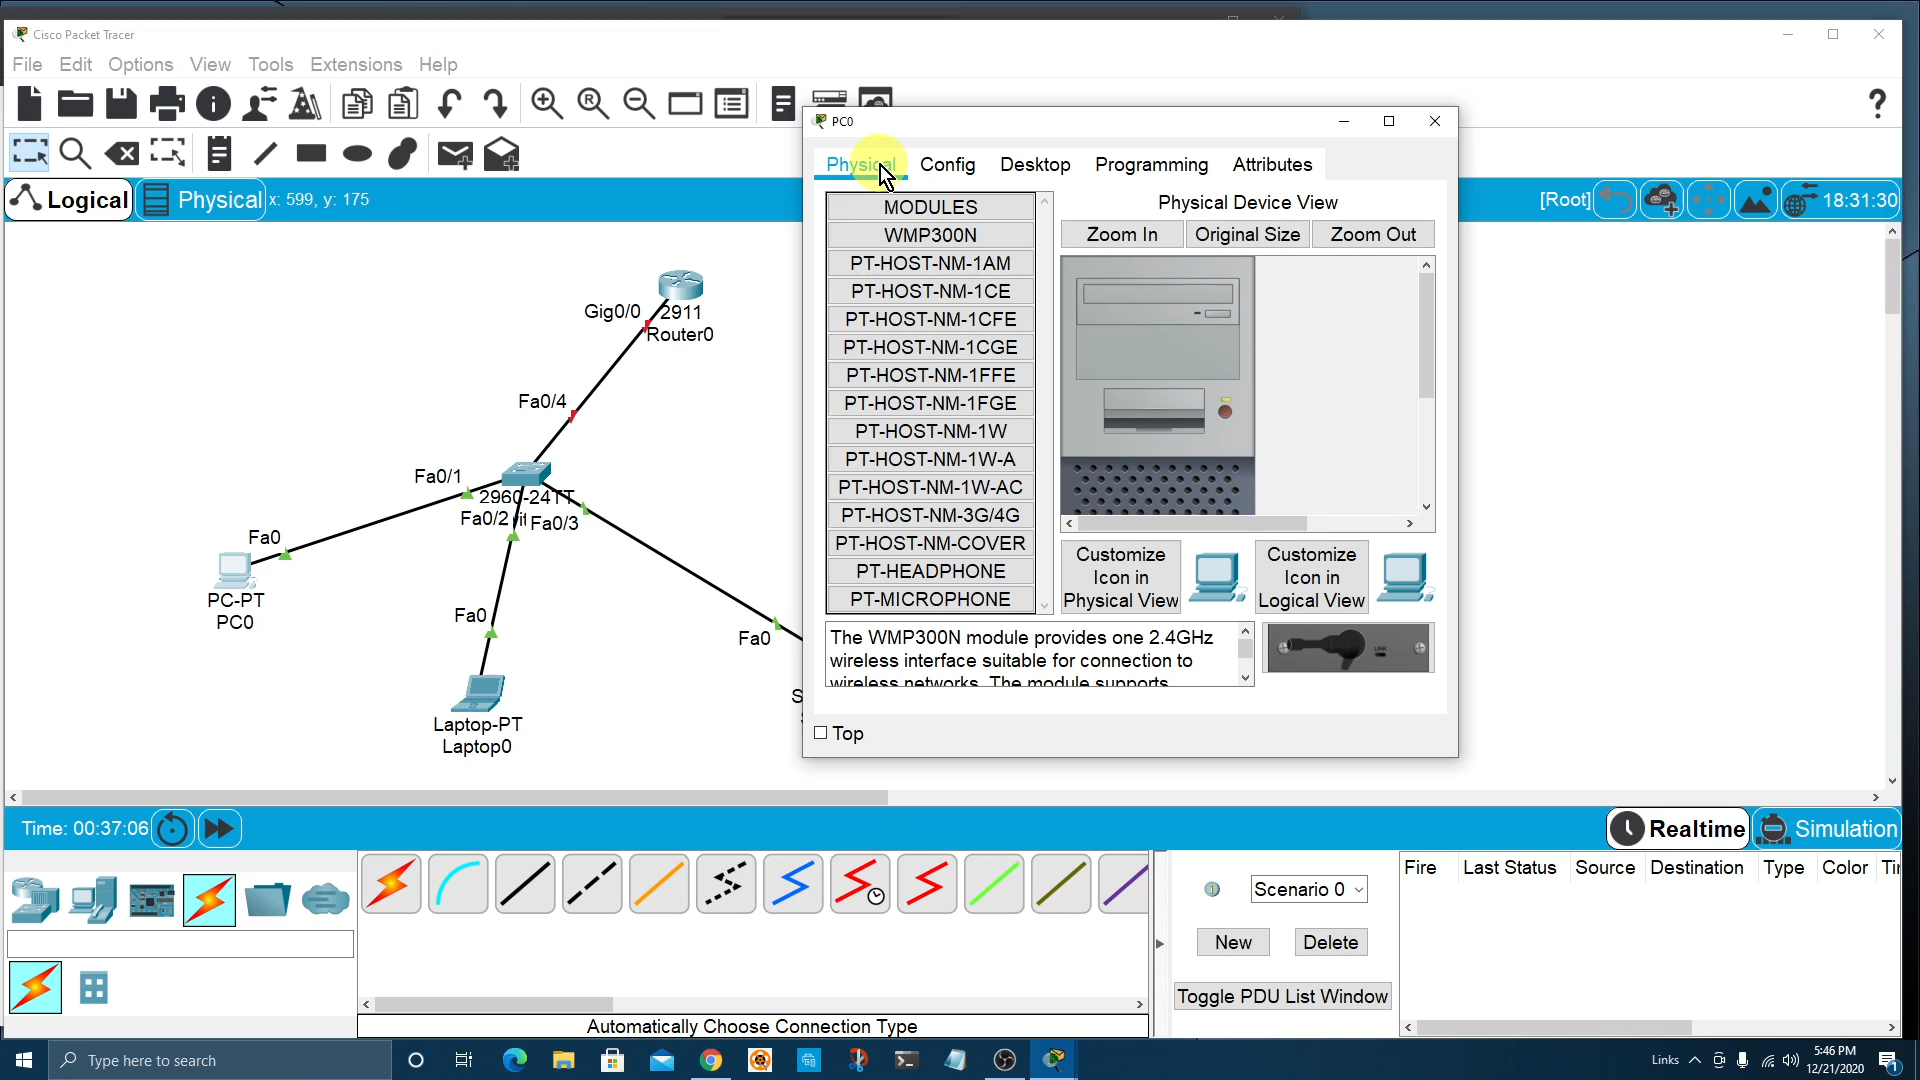 Cisco Packet Tracer
File Edit Options View Tools Extensions Help
PC0
Physical Config Desktop Programming Attributes
Logical Physical x: 599, y: 175
[Root] 18:31:30
MODULES
WMP300N
PT-HOST-NM-1AM
PT-HOST-NM-1CE
PT-HOST-NM-1CFE
PT-HOST-NM-1CGE
PT-HOST-NM-1FFE
PT-HOST-NM-1FGE
PT-HOST-NM-1W
PT-HOST-NM-1W-A
PT-HOST-NM-1W-AC
PT-HOST-NM-3G/4G
PT-HOST-NM-COVER
PT-HEADPHONE
PT-MICROPHONE
Physical Device View
Zoom In Original Size Zoom Out
Customize
Icon in
Physical View
Customize
Icon in
Logical View
The WMP300N module provides one 2.4GHz
wireless interface suitable for connection to
wireless networks. The module supports
LINK
Top
Gig0/0
2911
Router0
Fa0/4
Fa0/1
2960-24TT
Fa0/2
Fa0/3
Fa0
PC-PT
PC0
Fa0
Laptop-PT
Laptop0
Fa0
Time: 00:37:06
Realtime Simulation
Automatically Choose Connection Type
Scenario 0
New Delete
Toggle PDU List Window
Fire Last Status Source Destination Type Color
Type here to search
Links
5:46 PM
12/21/2020
1